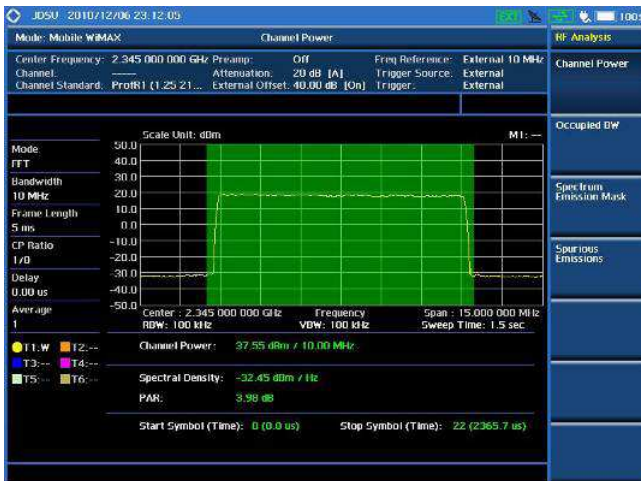 JDSU 2010/12/06 23:12:05 EXT 100
Mode: Mobile WiMAX Channel Power RF Analysis
Center Frequency: 2.345 000 000 GHz Preamp: Off Freq Reference: External 10 MHz
Channel: ----- Attenuation: 20 dB [A] Trigger Source: External
Channel Standard: ProfR1 (1.25 21... External Offset: 40.00 dB [On] Trigger: External
Channel Power
Occupied BW
Spectrum
Emission Mask
Spurious
Emissions
Scale Unit: dBm M1: --
Mode
FFT
Bandwidth
10 MHz
Frame Length
5 ms
CP Ratio
1/8
Delay
0.00 us
Average
1
50.0
40.0
30.0
20.0
10.0
0.0
-10.0
-20.0
-30.0
-40.0
-50.0
Center : 2.345 000 000 GHz Frequency Span : 15.000 000 MHz
RBW: 100 kHz VBW: 100 kHz Sweep Time: 1.5 sec
T1:W T2:--
T3:-- T4:--
T5:-- T6:--
Channel Power: 37.55 dBm / 10.00 MHz
Spectral Density: -32.45 dBm / Hz
PAR: 3.98 dB
Start Symbol (Time): 0 (0.0 us) Stop Symbol (Time): 22 (2365.7 us)